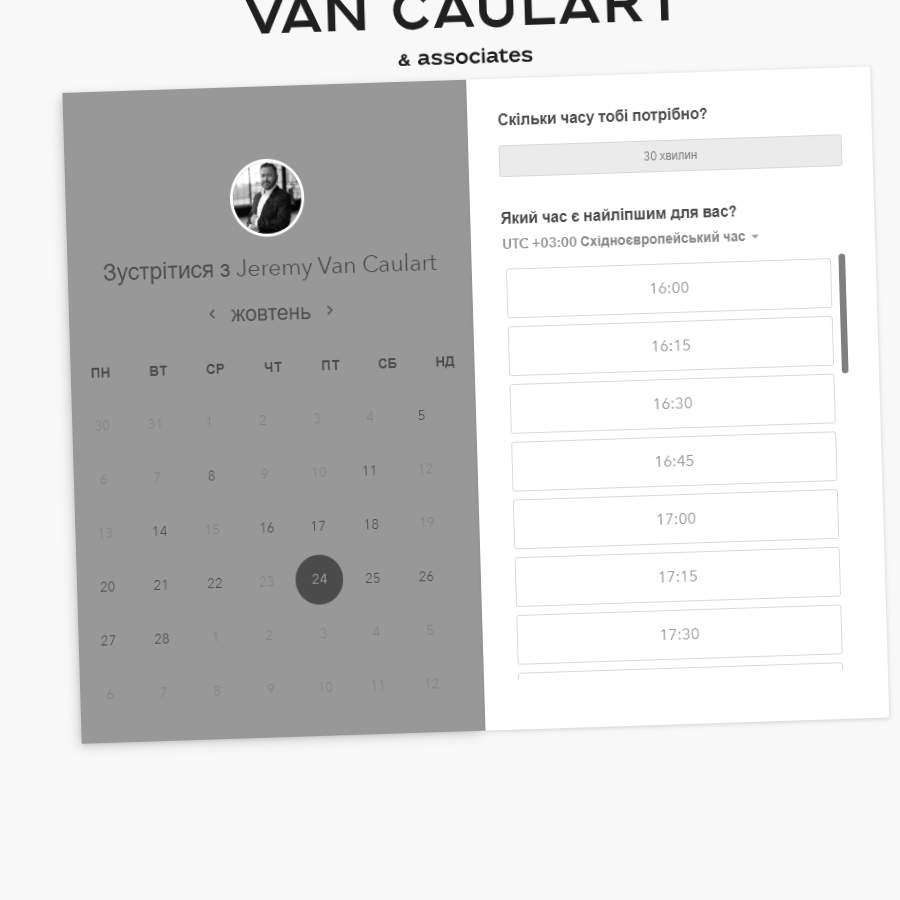 VAN CAULART
& associates
Зустрітися з Jeremy Van Caulart
жовтень
ПН ВТ СР ЧТ ПТ СБ НД
30 31 1 2 3 4 5
6 7 8 9 10 11 12
13 14 15 16 17 18 19
20 21 22 23 24 25 26
27 28 1 2 3 4 5
6 7 8 9 10 11 12
Скільки часу тобі потрібно?
30 хвилин
Який час є найліпшим для вас?
UTC +03:00 Східноєвропейський час
16:00
16:15
16:30
16:45
17:00
17:15
17:30